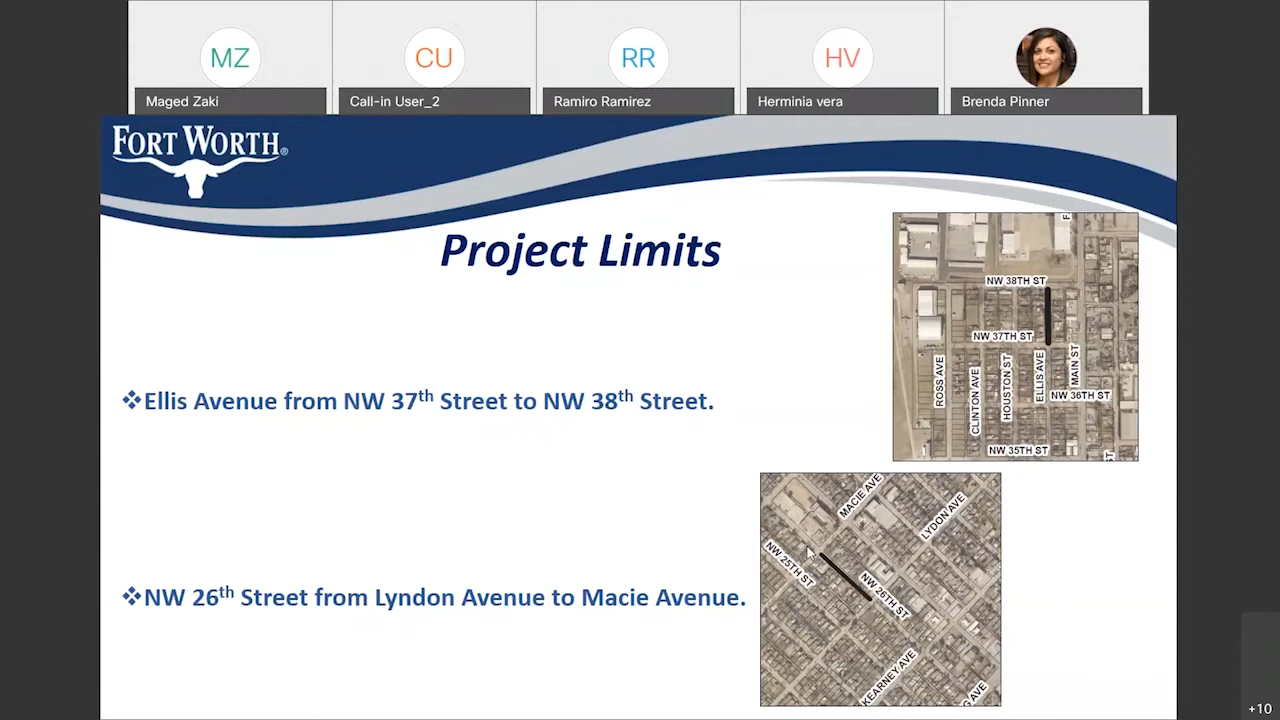 MZ
CU
RR
HV
Maged Zaki
Call-in User_2
Ramiro Ramirez
Herminia vera
Brenda Pinner
FORT WORTH®
Project Limits
❖Ellis Avenue from NW 37th Street to NW 38th Street.
❖NW 26th Street from Lyndon Avenue to Macie Avenue.
F
NW 38TH ST
NW 37TH ST
ROSS AVE
CLINTON AVE
HOUSTON ST
ELLIS AVE
MAIN ST
NW 36TH ST
NW 35TH ST
ST
MACIE AVE
LYDON AVE
NW 25TH ST
NW 26TH ST
KEARNEY AVE
G AVE
+10